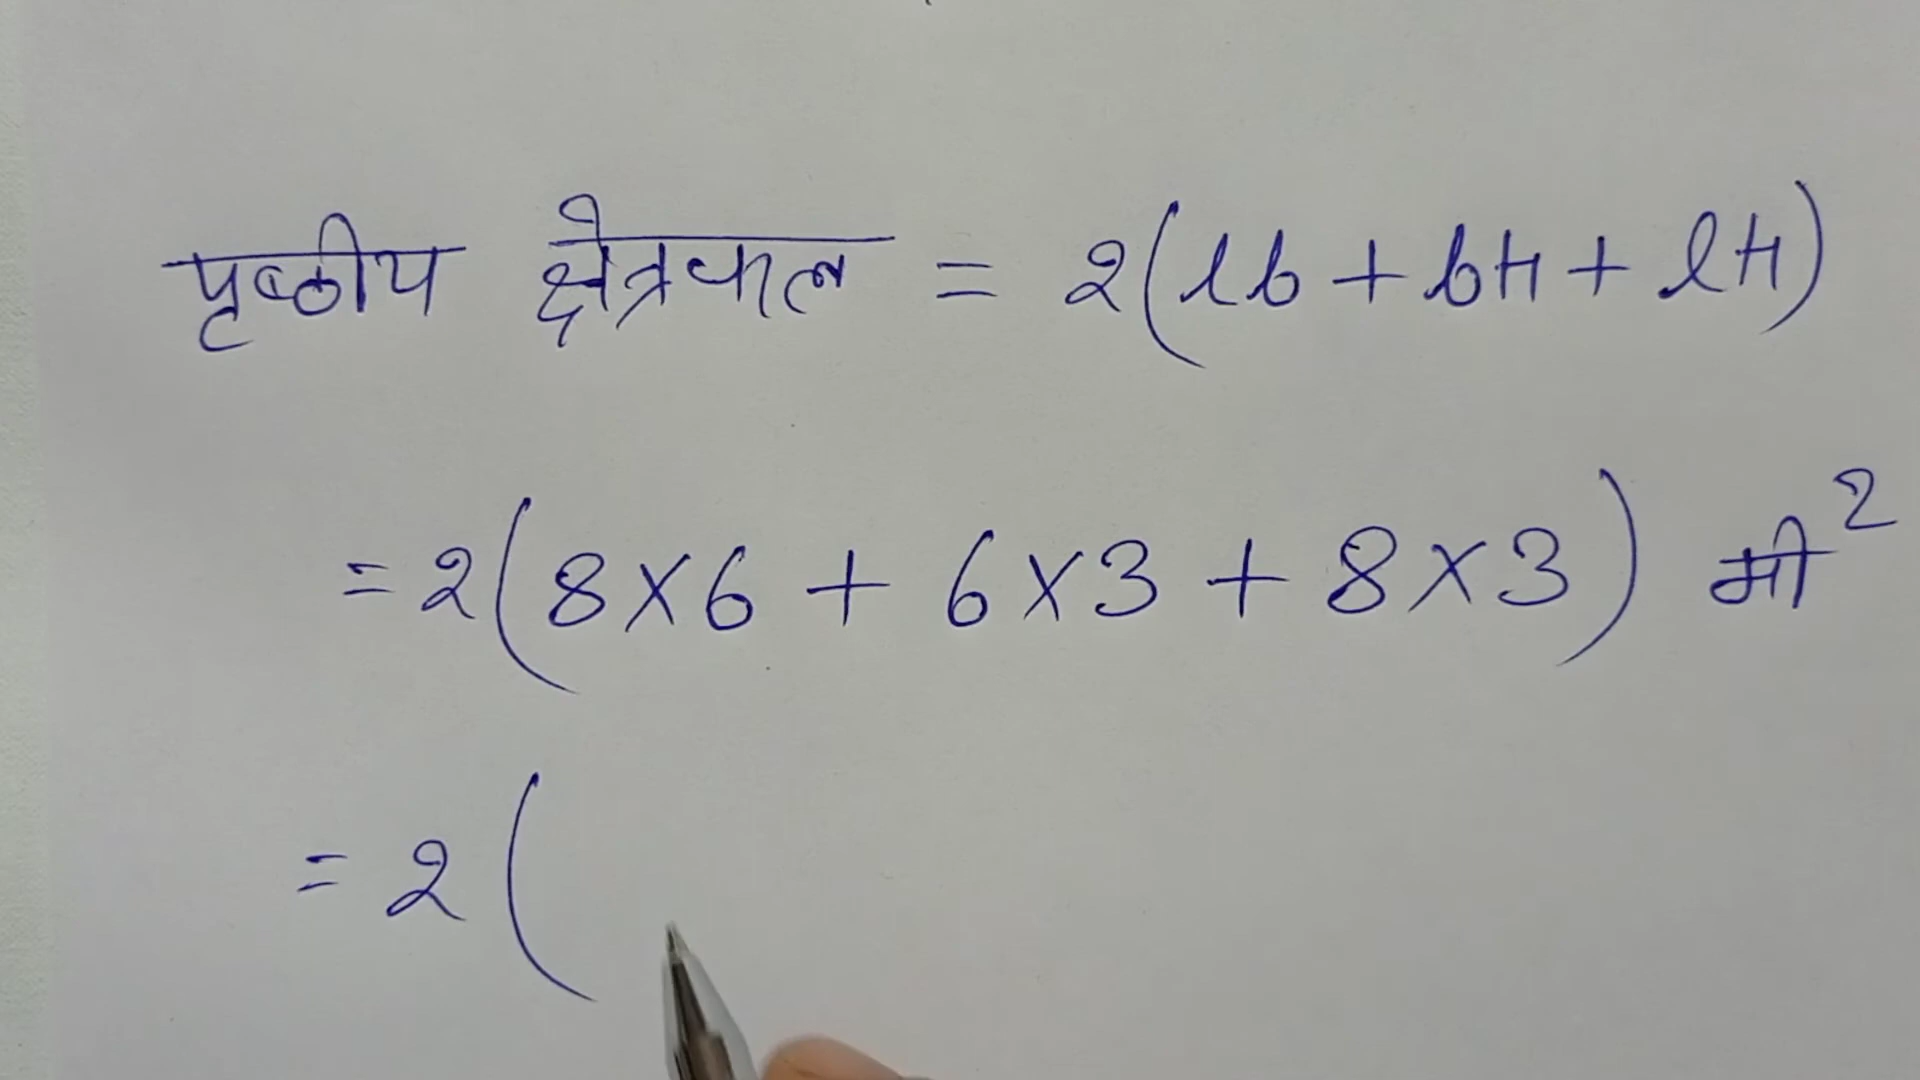 पृष्ठीय क्षेत्रफल = 2(lb + bH + lH)
= 2(8×6 + 6×3 + 8×3) मी²
= 2(